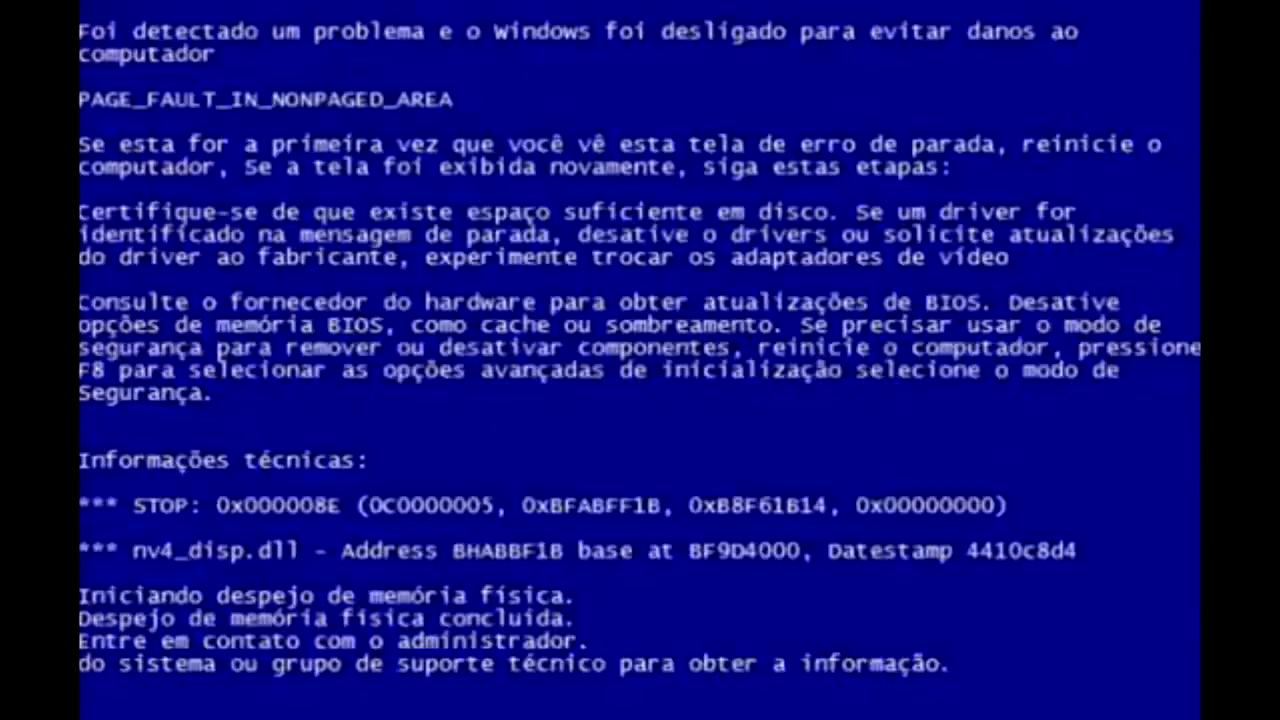 Foi detectado um problema e o Windows foi desligado para evitar danos ao
computador
PAGE_FAULT_IN_NONPAGED_AREA
Se esta for a primeira vez que você vê esta tela de erro de parada, reinicie o
computador, Se a tela foi exibida novamente, siga estas etapas:
Certifique-se de que existe espaço suficiente em disco. Se um driver for
identificado na mensagem de parada, desative o drivers ou solicite atualizações
do driver ao fabricante, experimente trocar os adaptadores de vídeo
Consulte o fornecedor do hardware para obter atualizações de BIOS. Desative
opções de memória BIOS, como cache ou sombreamento. Se precisar usar o modo de
segurança para remover ou desativar componentes, reinicie o computador, pressione
F8 para selecionar as opções avançadas de inicialização selecione o modo de
Segurança.
Informações técnicas:
*** STOP: 0x000008E (0C0000005, 0xBFABFF1B, 0xB8F61B14, 0x00000000)
*** nv4_disp.dll - Address BHABBF1B base at BF9D4000, Datestamp 4410c8d4
Iniciando despejo de memória física.
Despejo de memória física concluída.
Entre em contato com o administrador.
do sistema ou grupo de suporte técnico para obter a informação.